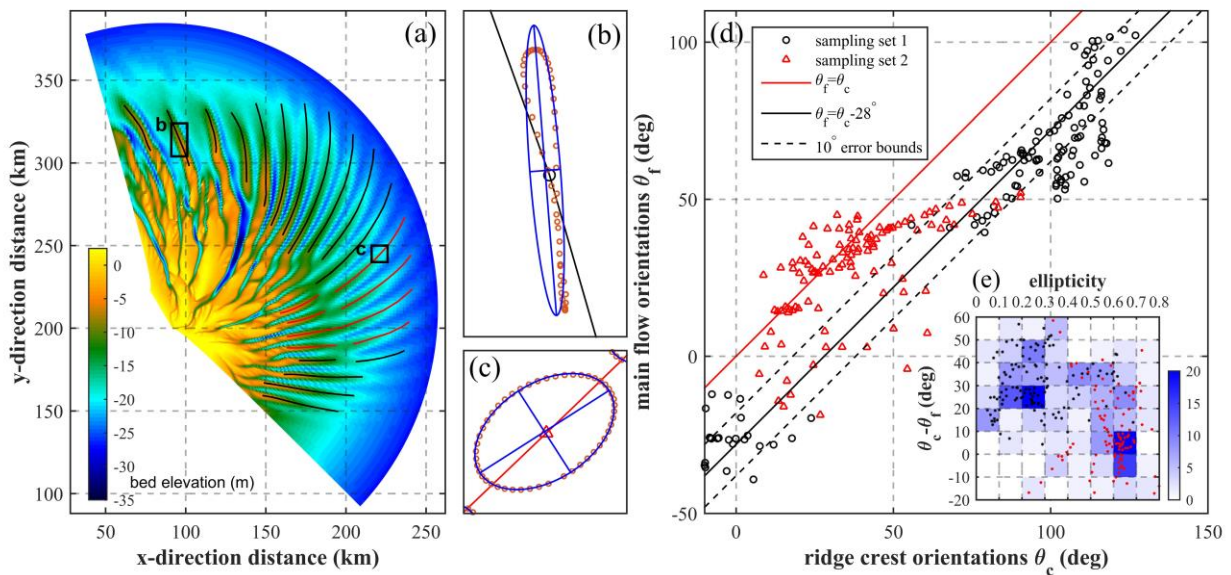 (a)
350
300
250
200
150
100
y-direction distance (km)
b
c
0
-5
-10
-15
-20
-25
-30
-35
bed elevation (m)
50 100 150 200 250
x-direction distance (km)
(b)
(c)
(d)
100
50
0
-50
main flow orientations θf (deg)
sampling set 1
sampling set 2
θf=θc
θf=θc-28°
10° error bounds
0 50 100 150
ridge crest orientations θc (deg)
(e)
ellipticity
0 0.1 0.2 0.3 0.4 0.5 0.6 0.7 0.8
60
50
40
30
20
10
0
-10
-20
θc-θf (deg)
20
10
0